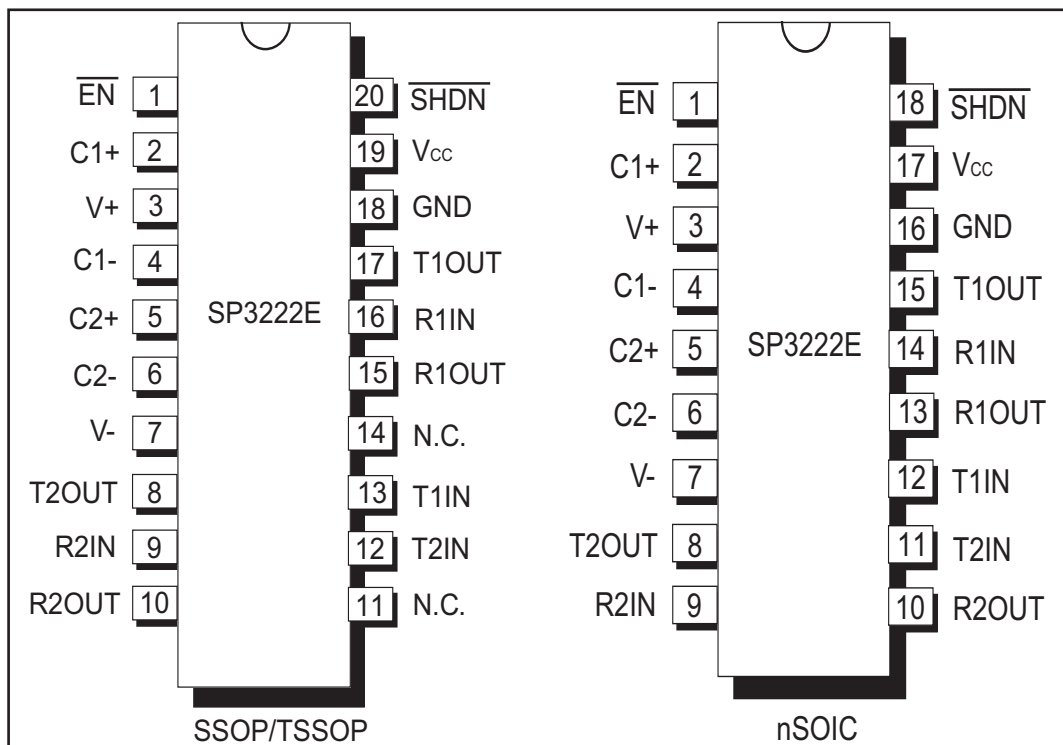 EN 1
C1+ 2
V+ 3
C1- 4
C2+ 5
C2- 6
V- 7
T2OUT 8
R2IN 9
R2OUT 10
SP3222E
20 SHDN
19 Vcc
18 GND
17 T1OUT
16 R1IN
15 R1OUT
14 N.C.
13 T1IN
12 T2IN
11 N.C.
SSOP/TSSOP
EN 1
C1+ 2
V+ 3
C1- 4
C2+ 5
C2- 6
V- 7
T2OUT 8
R2IN 9
SP3222E
18 SHDN
17 Vcc
16 GND
15 T1OUT
14 R1IN
13 R1OUT
12 T1IN
11 T2IN
10 R2OUT
nSOIC